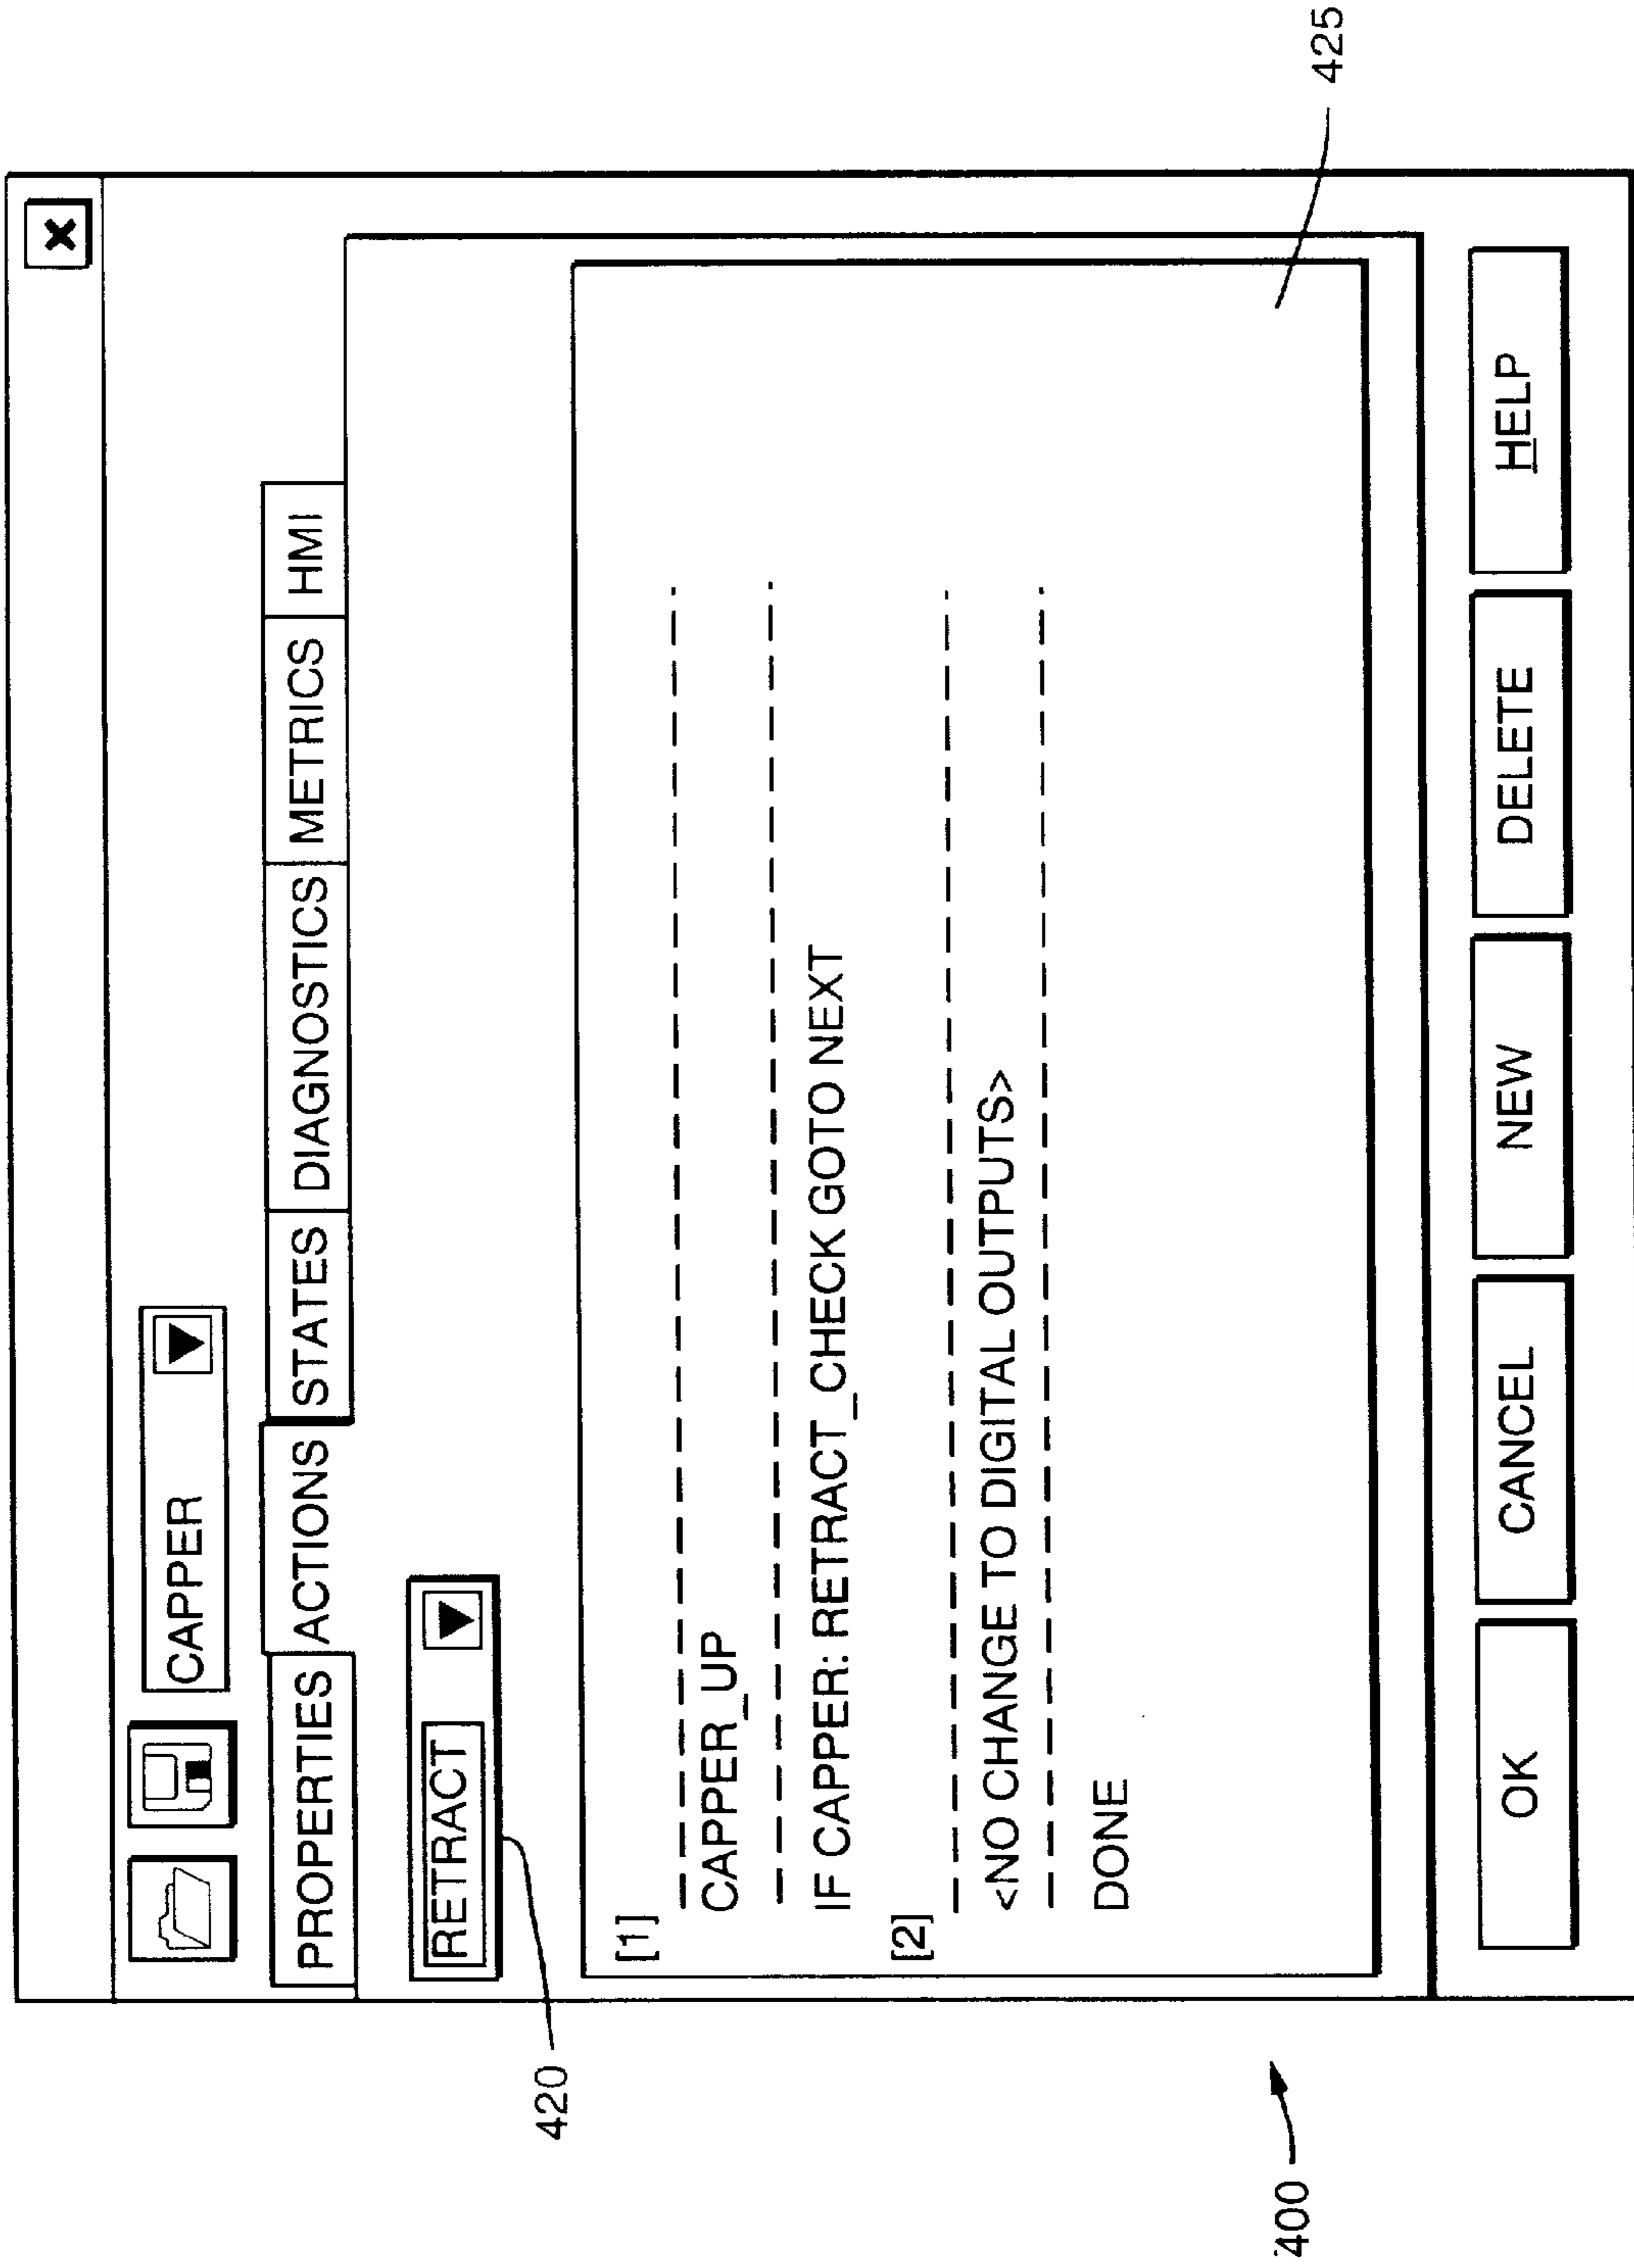 CAPPER
PROPERTIES ACTIONS STATES DIAGNOSTICS METRICS HMI
RETRACT
420
[1]
CAPPER_UP
IF CAPPER: RETRACT_CHECK GOTO NEXT
[2]
<NO CHANGE TO DIGITAL OUTPUTS>
DONE
425
400
OK CANCEL NEW DELETE HELP